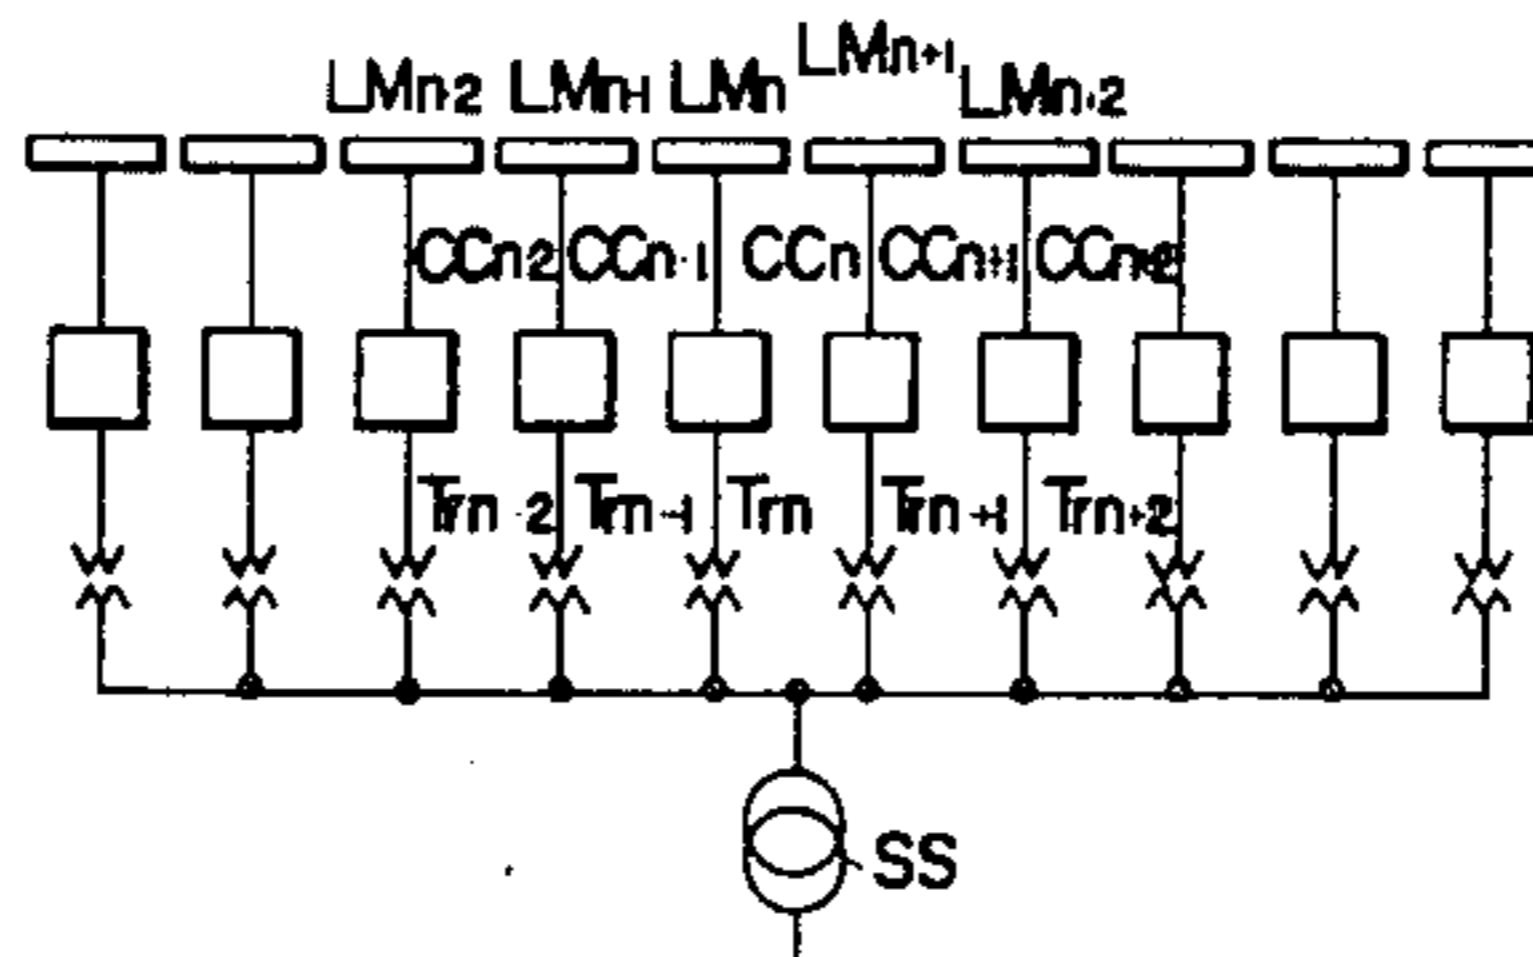 LMn-2 LMn-1 LMn LMn+1 LMn+2
CCn-2 CCn-1 CCn CCn+1 CCn+2
Trn-2 Trn-1 Trn Trn+1 Trn+2
SS